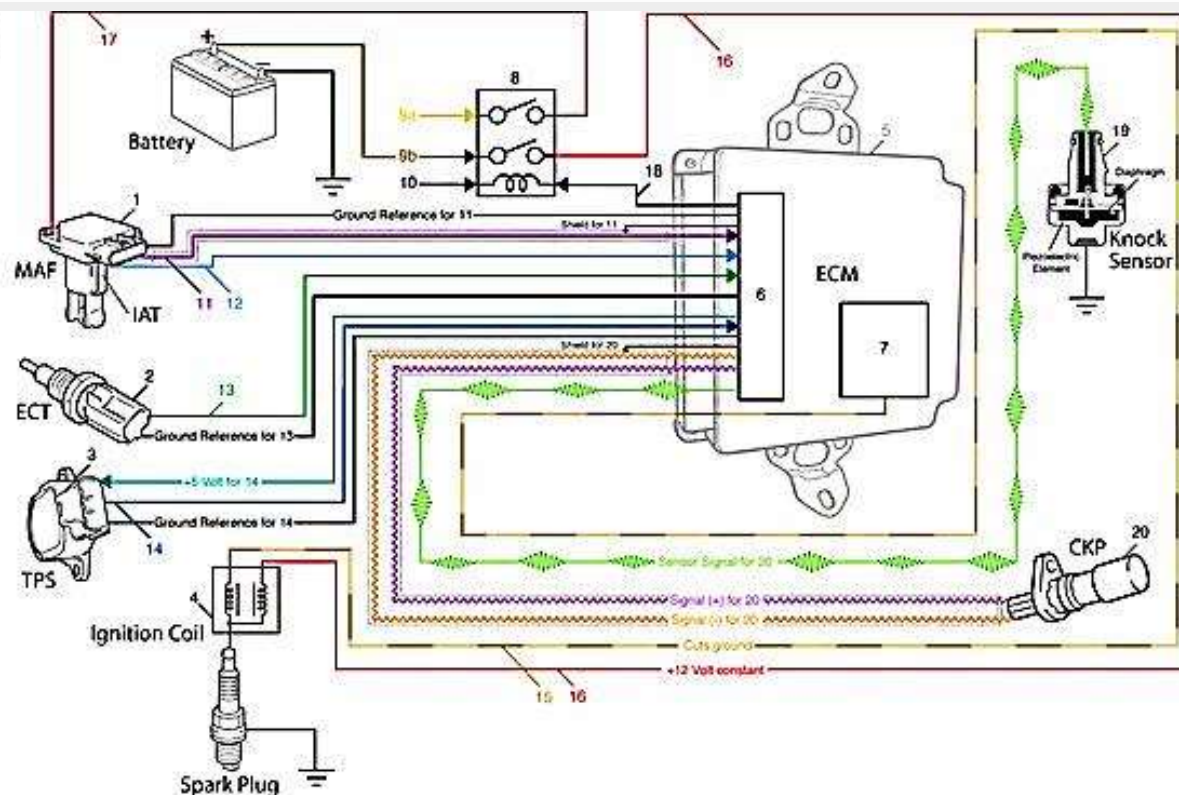 17
+
-
Battery
8
16
9a
9b
10
18
5
19
Diaphragm
Piezoelectric
Element
Knock
Sensor
1
MAF
IAT
11
12
Ground Reference for 11
Shield for 11
ECM
6
7
2
ECT
13
Ground Reference for 13
Shield for 20
3
+5 Volt for 14
Ground Reference for 14
14
TPS
Sensor Signal for 20
CKP
20
Signal (+) for 20
Signal (-) for 20
4
Ignition Coil
Cuts ground
+12 Volt constant
15
16
Spark Plug